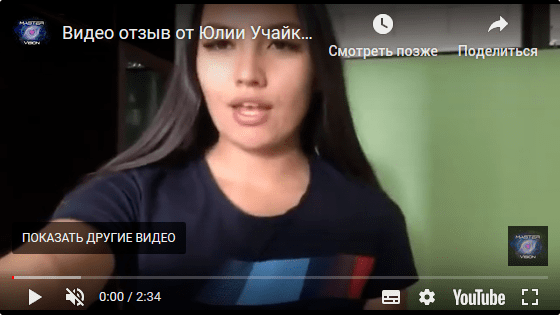 MASTER
VISION
Видео отзыв от Юлии Учайк...
Смотреть позже
Поделиться
ПОКАЗАТЬ ДРУГИЕ ВИДЕО
MASTER
VISION
0:00 / 2:34
YouTube